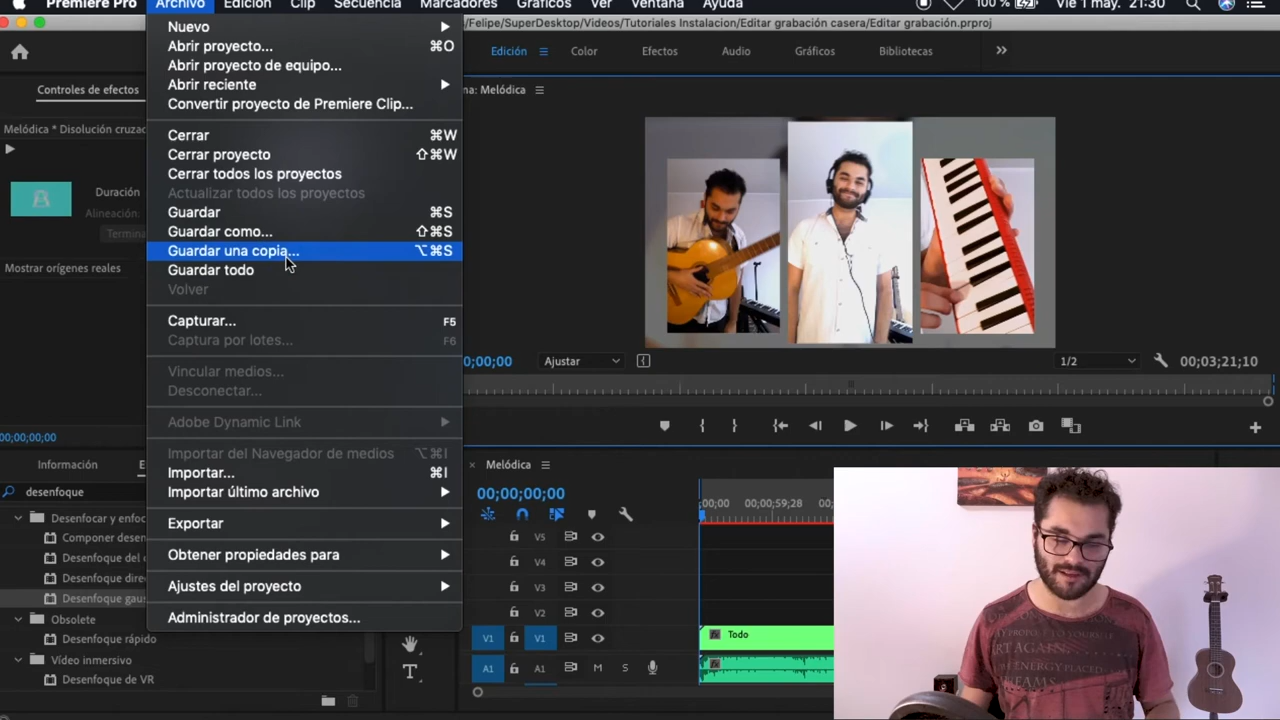 Premiere Pro Archivo Edición Clip Secuencia Marcadores Gráficos Ver Ventana Ayuda 100 % Vie 1 may. 21:30
/Felipe/SuperDesktop/Videos/Tutoriales Instalacion/Editar grabación casera/Editar grabación.prproj
Edición Color Efectos Audio Gráficos Bibliotecas
Controles de efectos
Melódica * Disolución cruzad
Duración
Alineación:
Termina
Mostrar orígenes reales
00;00;00;00
Información
desenfoque
Desenfocar y enfoc
Componer desen
Desenfoque del c
Desenfoque direc
Desenfoque gaus
Obsolete
Desenfoque rápido
Vídeo inmersivo
Desenfoque de VR
Nuevo
Abrir proyecto... ⌘O
Abrir proyecto de equipo...
Abrir reciente
Convertir proyecto de Premiere Clip...
Cerrar ⌘W
Cerrar proyecto ⇧⌘W
Cerrar todos los proyectos
Actualizar todos los proyectos
Guardar ⌘S
Guardar como... ⇧⌘S
Guardar una copia... ⌥⌘S
Guardar todo
Volver
Capturar... F5
Captura por lotes... F6
Vincular medios...
Desconectar...
Adobe Dynamic Link
Importar del Navegador de medios ⌥⌘I
Importar... ⌘I
Importar último archivo
Exportar
Obtener propiedades para
Ajustes del proyecto
Administrador de proyectos...
na: Melódica
0;00;00 Ajustar 1/2 00;03;21;10
Melódica
00;00;00;00
;00;00 00;00;59;28 00;
V5
V4
V3
V2
V1 V1 Todo
A1 A1 M S